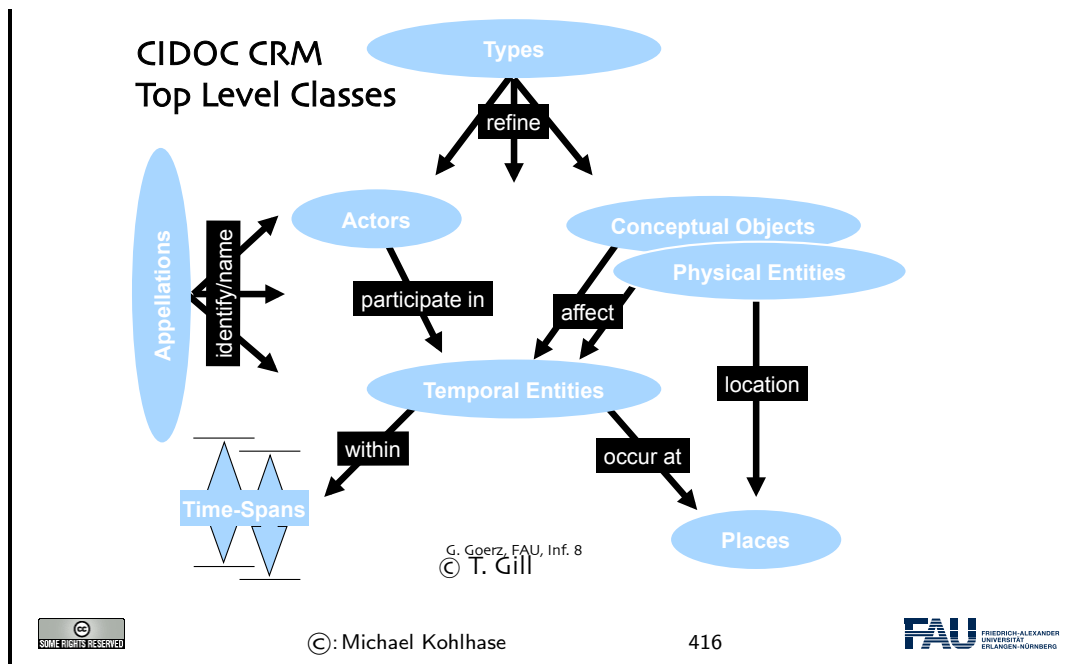 CIDOC CRM
Top Level Classes
Types
refine
Appellations
identify/name
Actors
Conceptual Objects
Physical Entities
participate in
affect
Temporal Entities
location
within
occur at
Time-Spans
Places
G. Goerz, FAU, Inf. 8
© T. Gill
cc
SOME RIGHTS RESERVED
©: Michael Kohlhase
416
FAU
FRIEDRICH-ALEXANDER
UNIVERSITÄT
ERLANGEN-NÜRNBERG